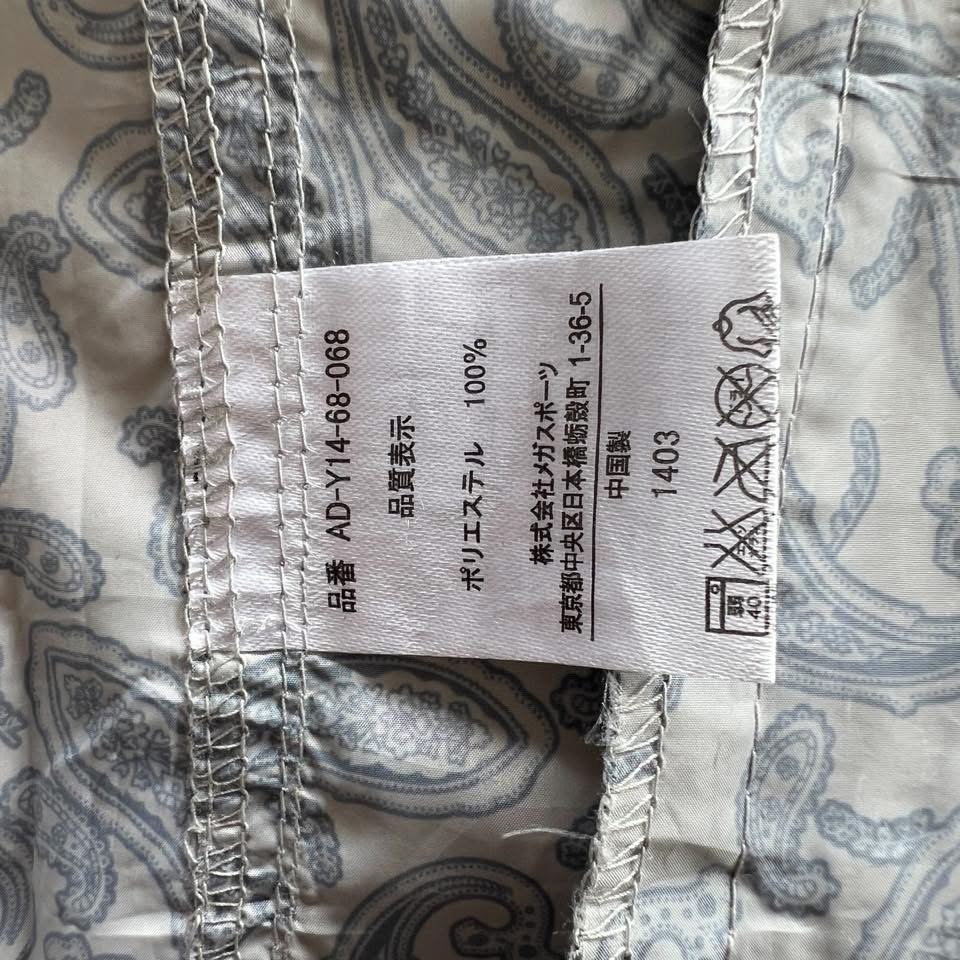 品番 AD-Y14-68-068
品質表示
ポリエステル 100%
株式会社メガスポーツ
東京都中央区日本橋蛎殻町 1-36-5
中国製
1403
弱
40